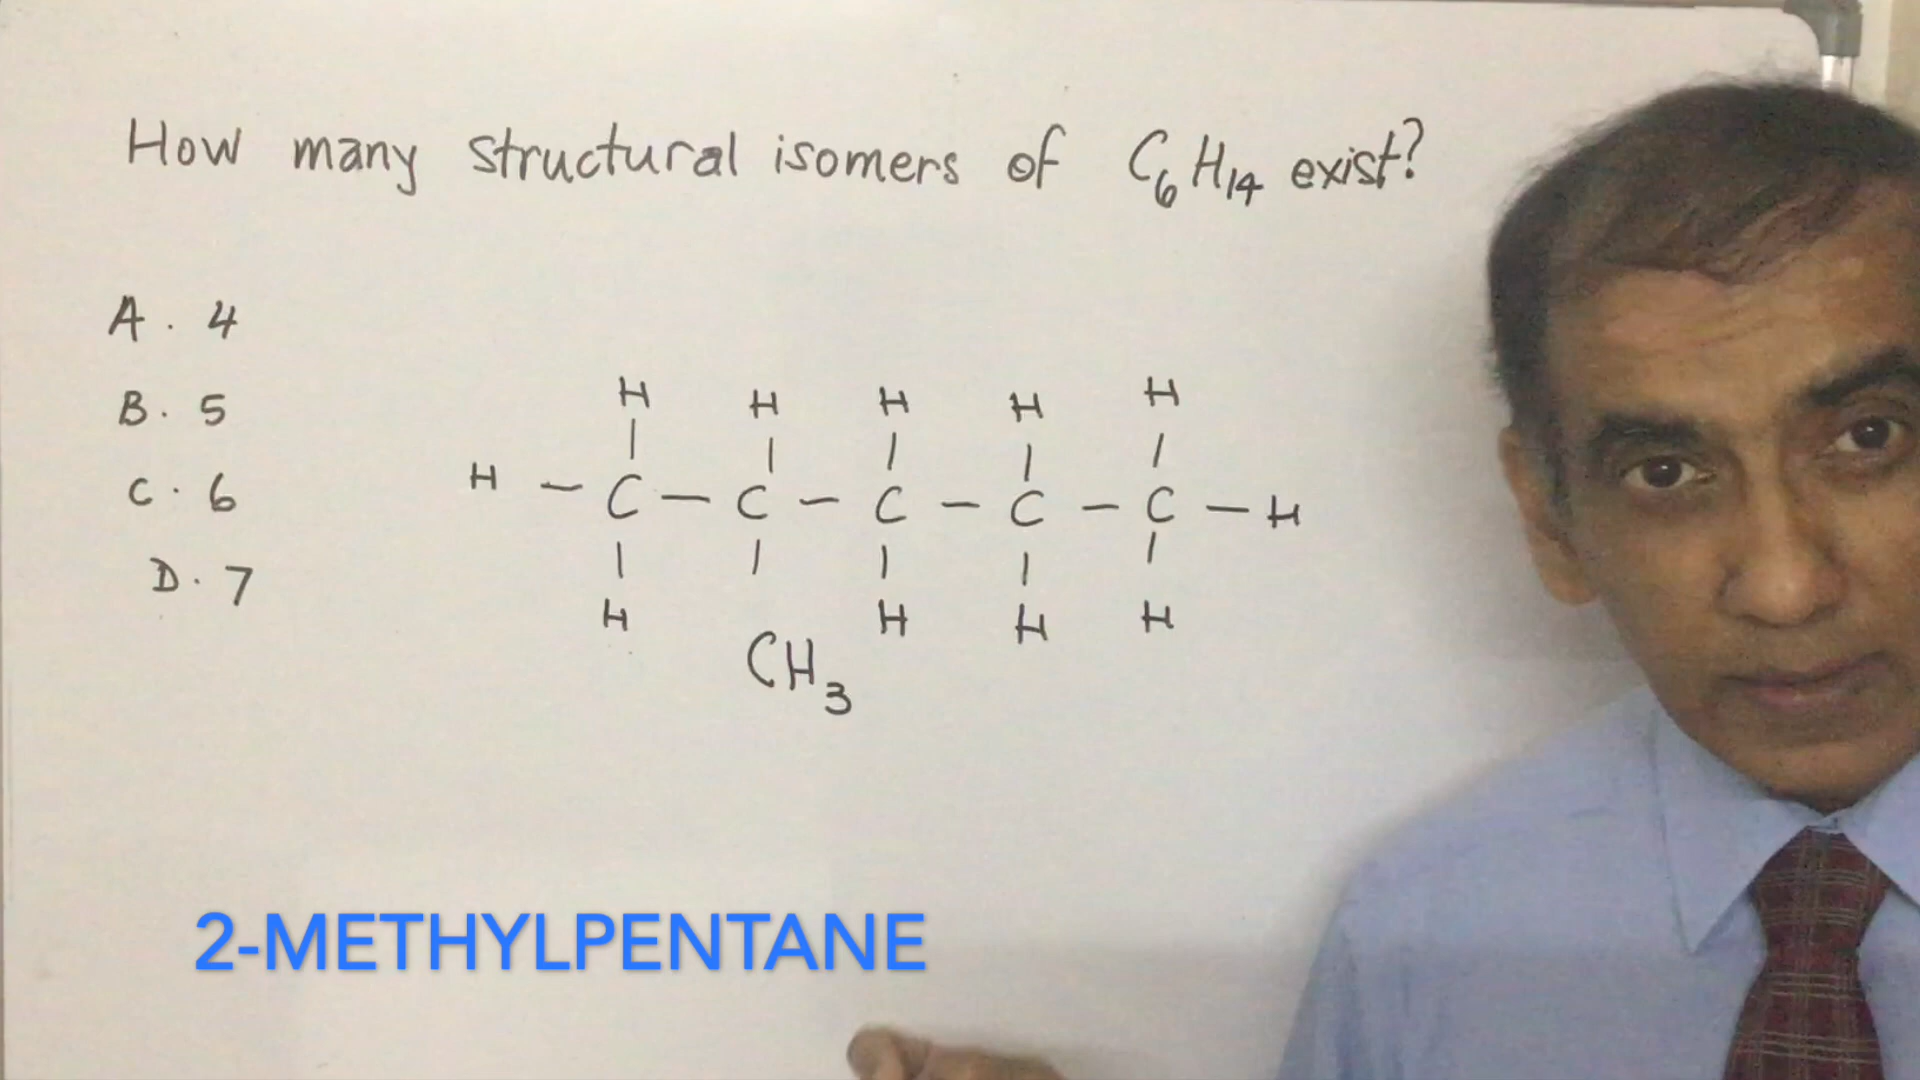 How many structural isomers of C₆H₁₄ exist?
A. 4
B. 5
C. 6
D. 7
H H H H H
H – C – C – C – C – C – H
H CH₃ H H H
2-METHYLPENTANE